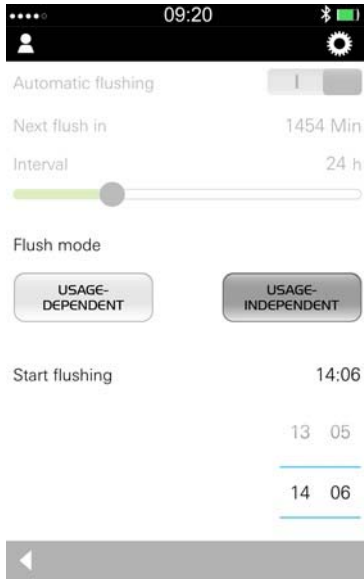 09:20
Automatic flushing I
Next flush in 1454 Min
Interval 24 h
Flush mode
USAGE- USAGE-
DEPENDENT INDEPENDENT
Start flushing 14:06
13 05
14 06